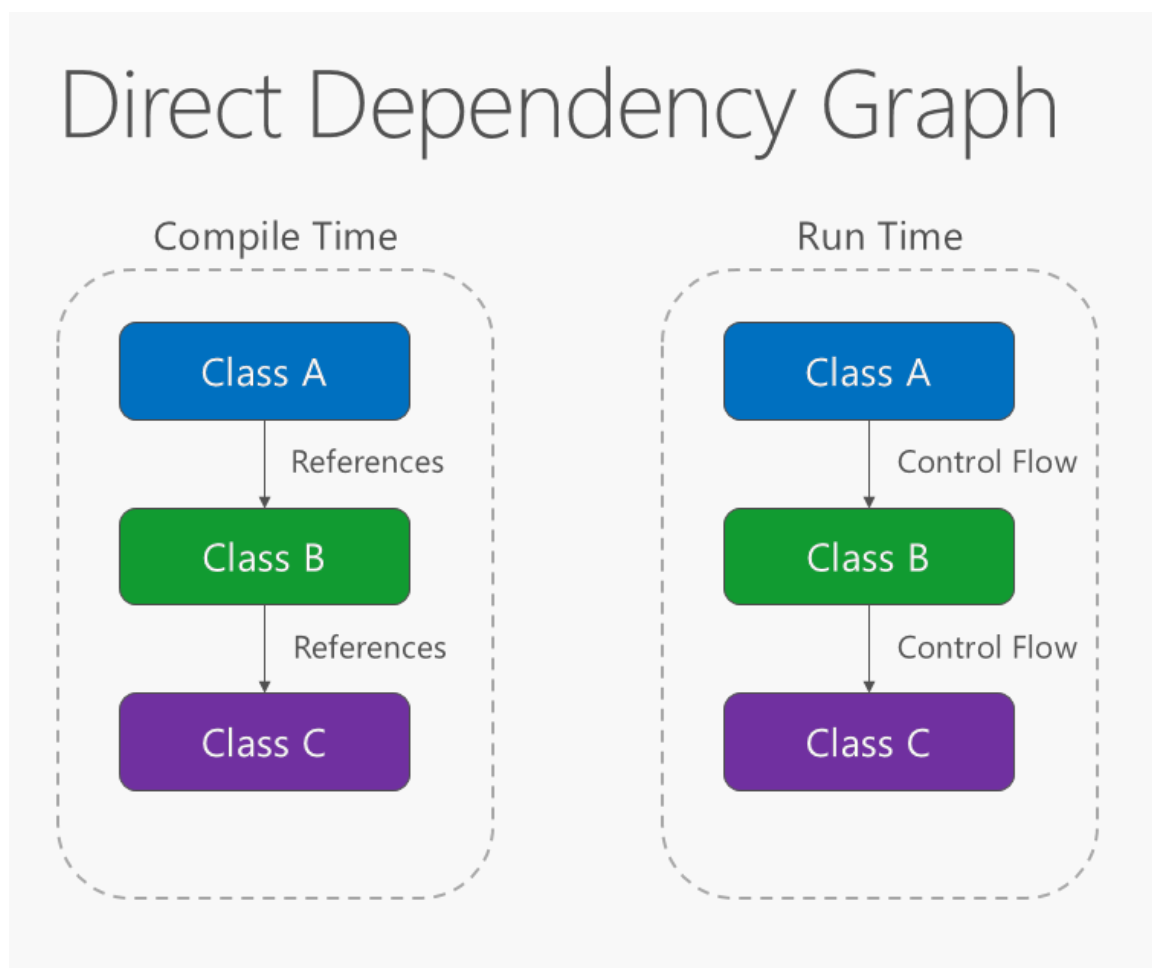 Direct Dependency Graph
Compile Time
Class A
References
Class B
References
Class C
Run Time
Class A
Control Flow
Class B
Control Flow
Class C